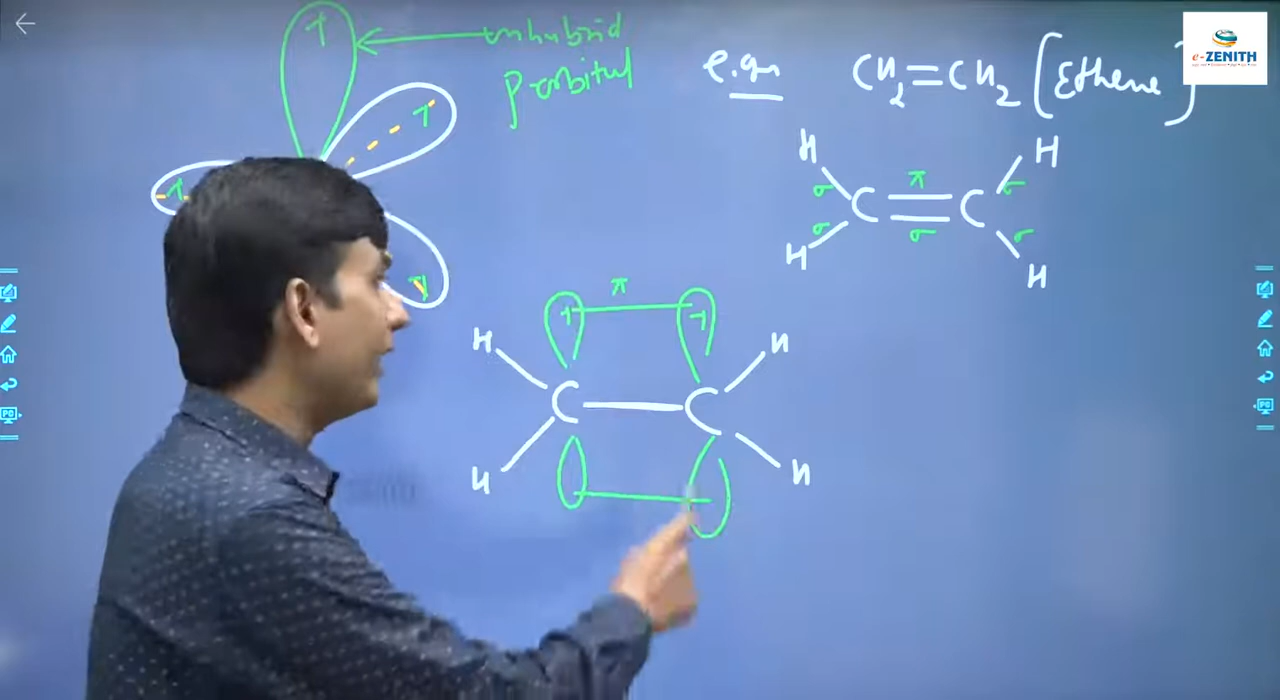 unhybrid
p-orbital
e.g.
CH2=CH2 [Ethene]
e-ZENITH
H H
σ π σ
C=C
σ σ σ
H H
π
H H
C—C
H H